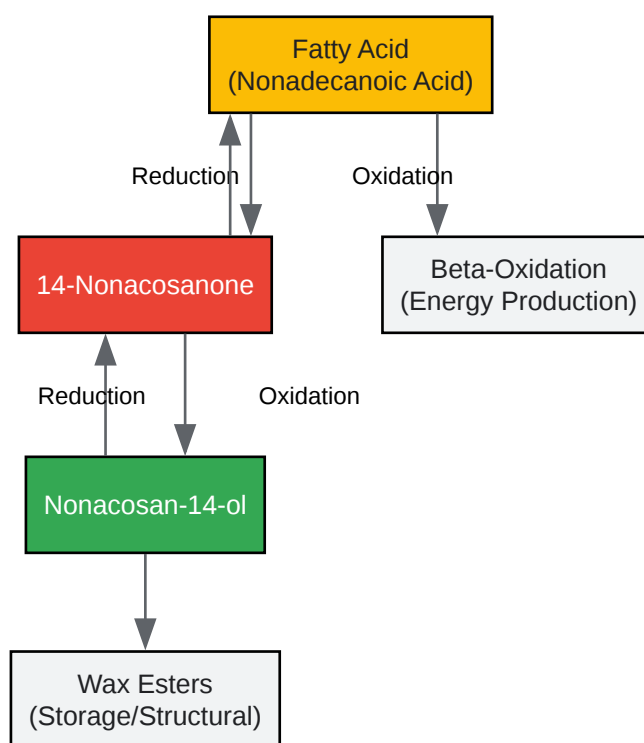 Fatty Acid
(Nonadecanoic Acid)
Reduction
Oxidation
14-Nonacosanone
Beta-Oxidation
(Energy Production)
Reduction
Oxidation
Nonacosan-14-ol
Wax Esters
(Storage/Structural)